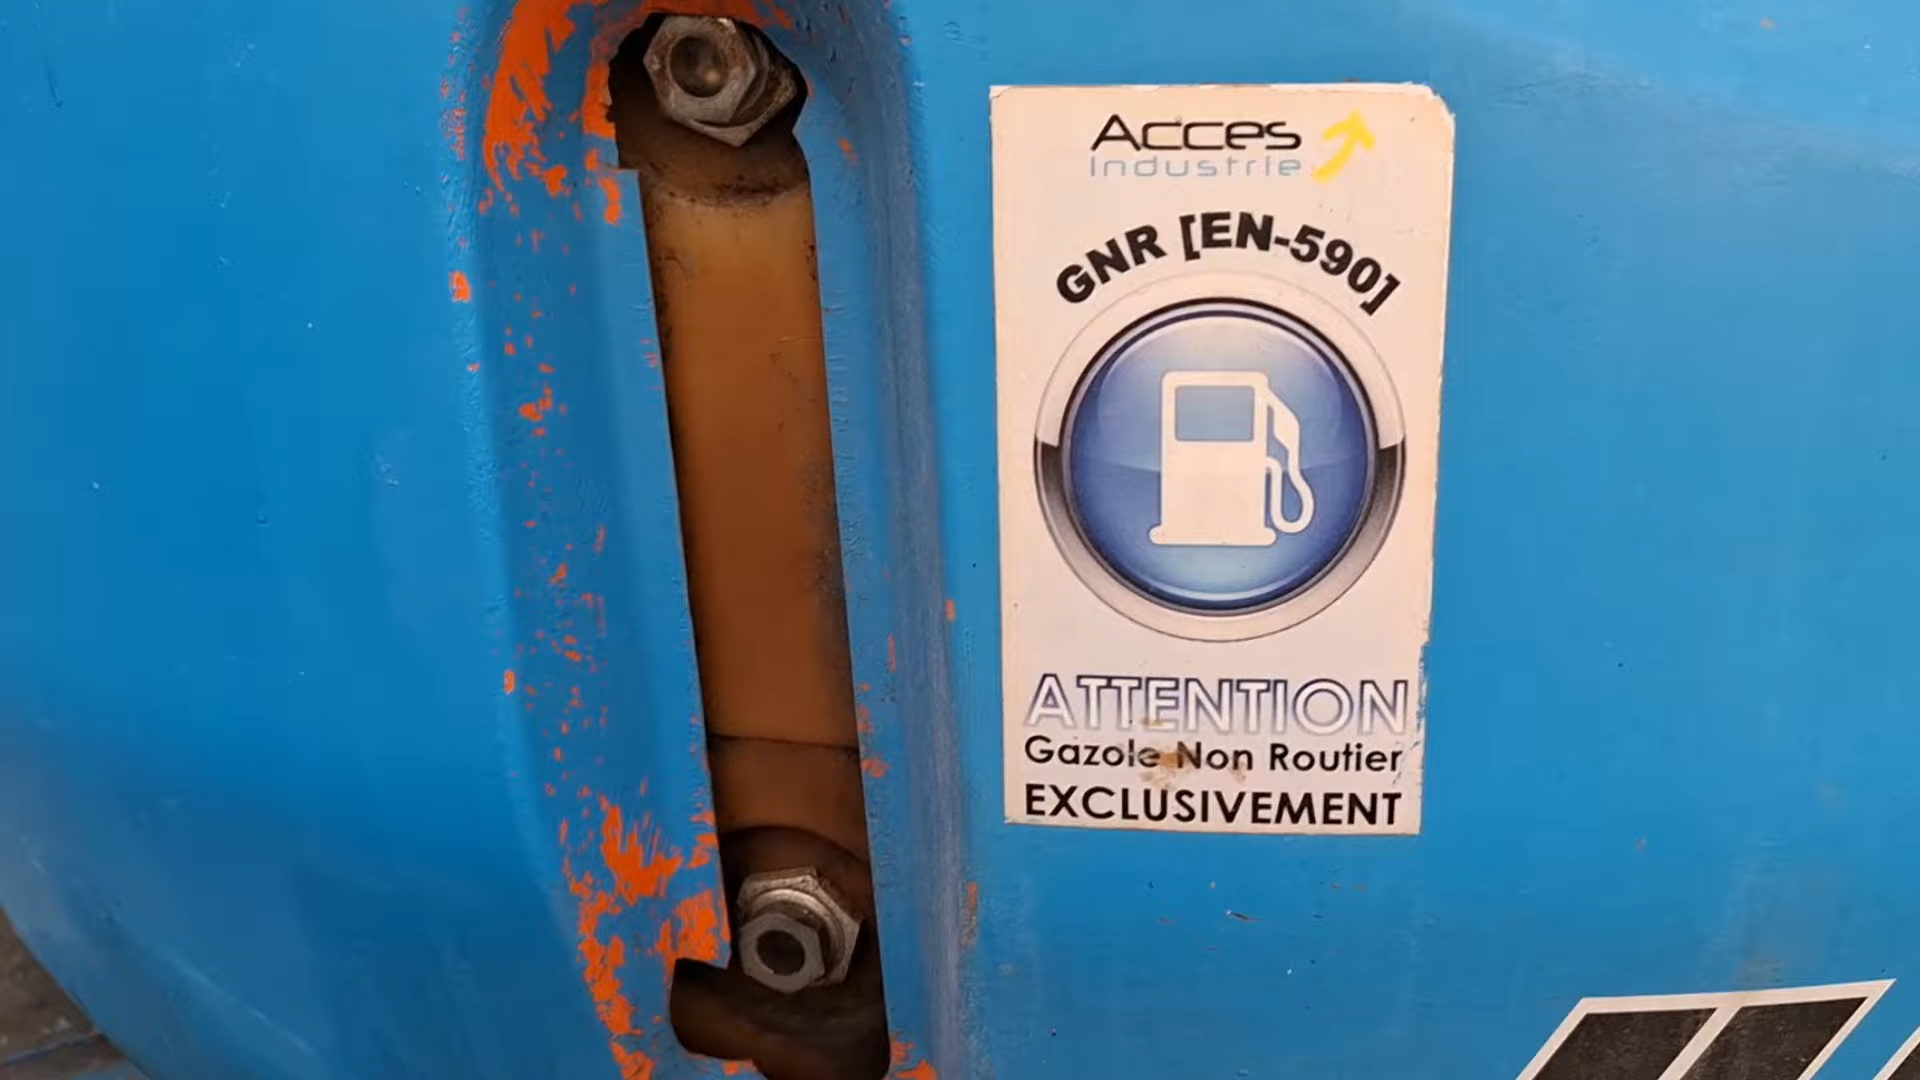 Acces
Industrie
GNR [EN-590]
ATTENTION
Gazole Non Routier
EXCLUSIVEMENT